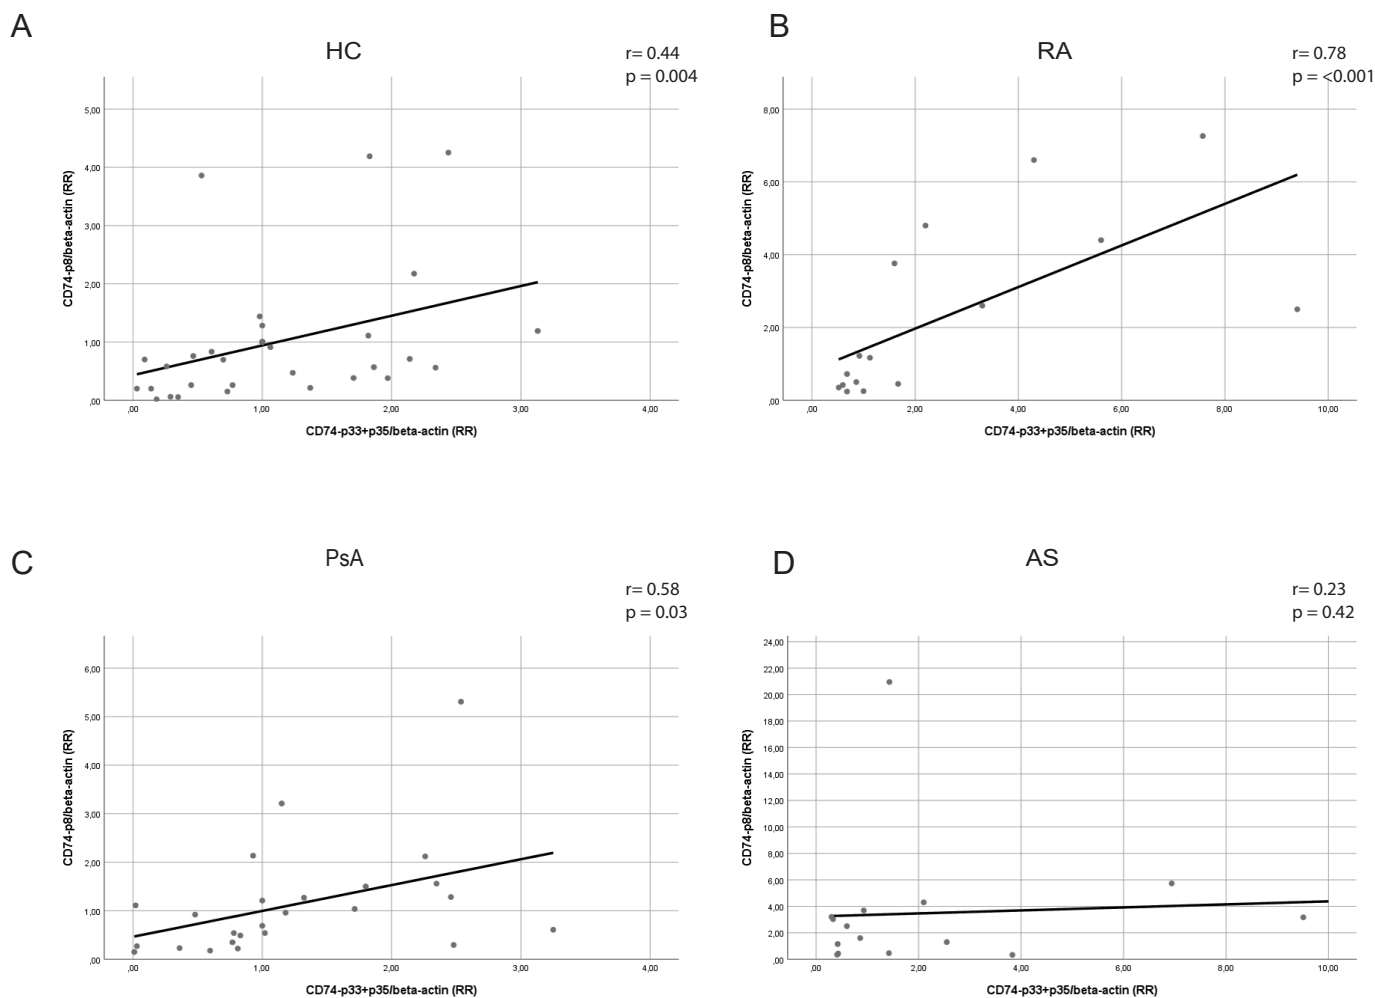 A
HC
r= 0.44
p = 0.004
5,00
4,00
3,00
2,00
1,00
,00
CD74-p8/beta-actin (RR)
,00 1,00 2,00 3,00 4,00
CD74-p33+p35/beta-actin (RR)
B
RA
r= 0.78
p = <0.001
8,00
6,00
4,00
2,00
,00
CD74-p8/beta-actin (RR)
,00 2,00 4,00 6,00 8,00 10,00
CD74-p33+p35/beta-actin (RR)
C
PsA
r= 0.58
p = 0.03
6,00
5,00
4,00
3,00
2,00
1,00
,00
CD74-p8/beta-actin (RR)
,00 1,00 2,00 3,00 4,00
CD74-p33+p35/beta-actin (RR)
D
AS
r= 0.23
p = 0.42
24,00
22,00
20,00
18,00
16,00
14,00
12,00
10,00
8,00
6,00
4,00
2,00
,00
CD74-p8/beta-actin (RR)
,00 2,00 4,00 6,00 8,00 10,00
CD74-p33+p35/beta-actin (RR)